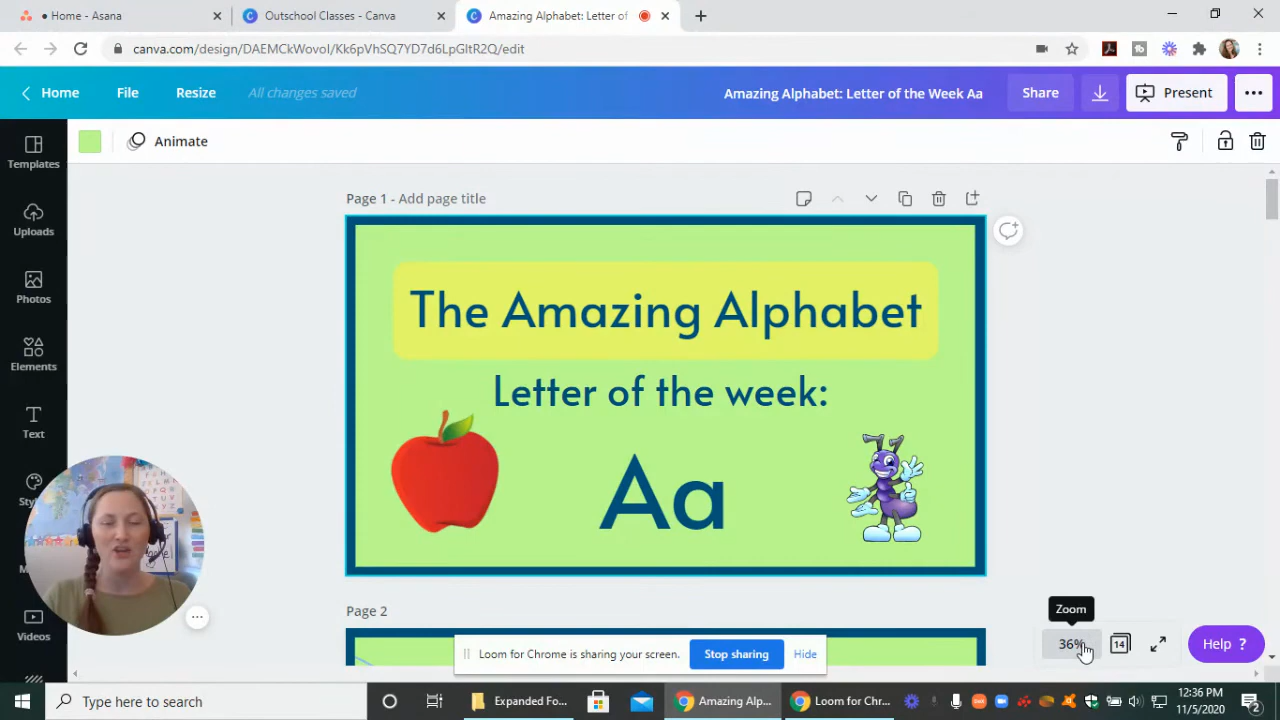 • Home - Asana
Outschool Classes - Canva
Amazing Alphabet: Letter of
canva.com/design/DAEMCkWovoI/Kk6pVhSQ7YD7d6LpGltR2Q/edit
Home
File
Resize
All changes saved
Amazing Alphabet: Letter of the Week Aa
Share
Present
Animate
Templates
Uploads
Photos
Elements
Text
Videos
Page 1 - Add page title
The Amazing Alphabet
Letter of the week:
Aa
Page 2
Zoom
36%
14
Help ?
Loom for Chrome is sharing your screen.
Stop sharing
Hide
Type here to search
Expanded Fo...
Amazing Alp...
Loom for Chr...
12:36 PM
11/5/2020
2